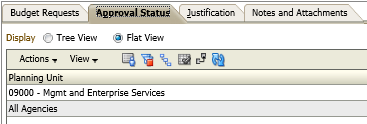 Budget Requests Approval Status Justification Notes and Attachments
Display Tree View Flat View
Actions View
Planning Unit
09000 - Mgmt and Enterprise Services
All Agencies